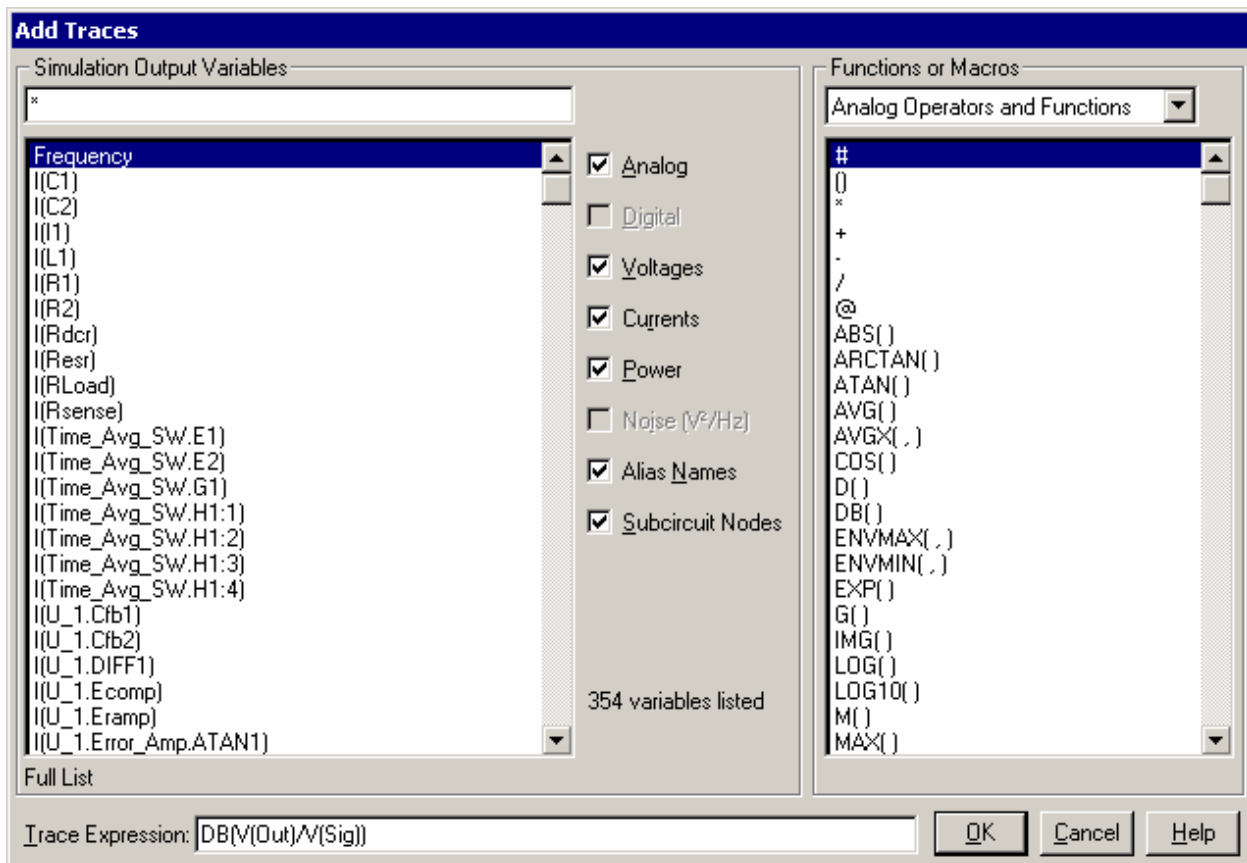 Add Traces
Simulation Output Variables
*
Frequency
I(C1)
I(C2)
I(I1)
I(L1)
I(R1)
I(R2)
I(Rdcr)
I(Resr)
I(RLoad)
I(Rsense)
I(Time_Avg_SW.E1)
I(Time_Avg_SW.E2)
I(Time_Avg_SW.G1)
I(Time_Avg_SW.H1:1)
I(Time_Avg_SW.H1:2)
I(Time_Avg_SW.H1:3)
I(Time_Avg_SW.H1:4)
I(U_1.Cfb1)
I(U_1.Cfb2)
I(U_1.DIFF1)
I(U_1.Ecomp)
I(U_1.Eramp)
I(U_1.Error_Amp.ATAN1)
Full List
Analog
Digital
Voltages
Currents
Power
Noise (V²/Hz)
Alias Names
Subcircuit Nodes
354 variables listed
Functions or Macros
Analog Operators and Functions
#
()
*
+
-
/
@
ABS( )
ARCTAN( )
ATAN( )
AVG( )
AVGX( , )
COS( )
D( )
DB( )
ENVMAX( , )
ENVMIN( , )
EXP( )
G( )
IMG( )
LOG( )
LOG10( )
M( )
MAX( )
Trace Expression: DB(V(Out)/V(Sig))
OK
Cancel
Help